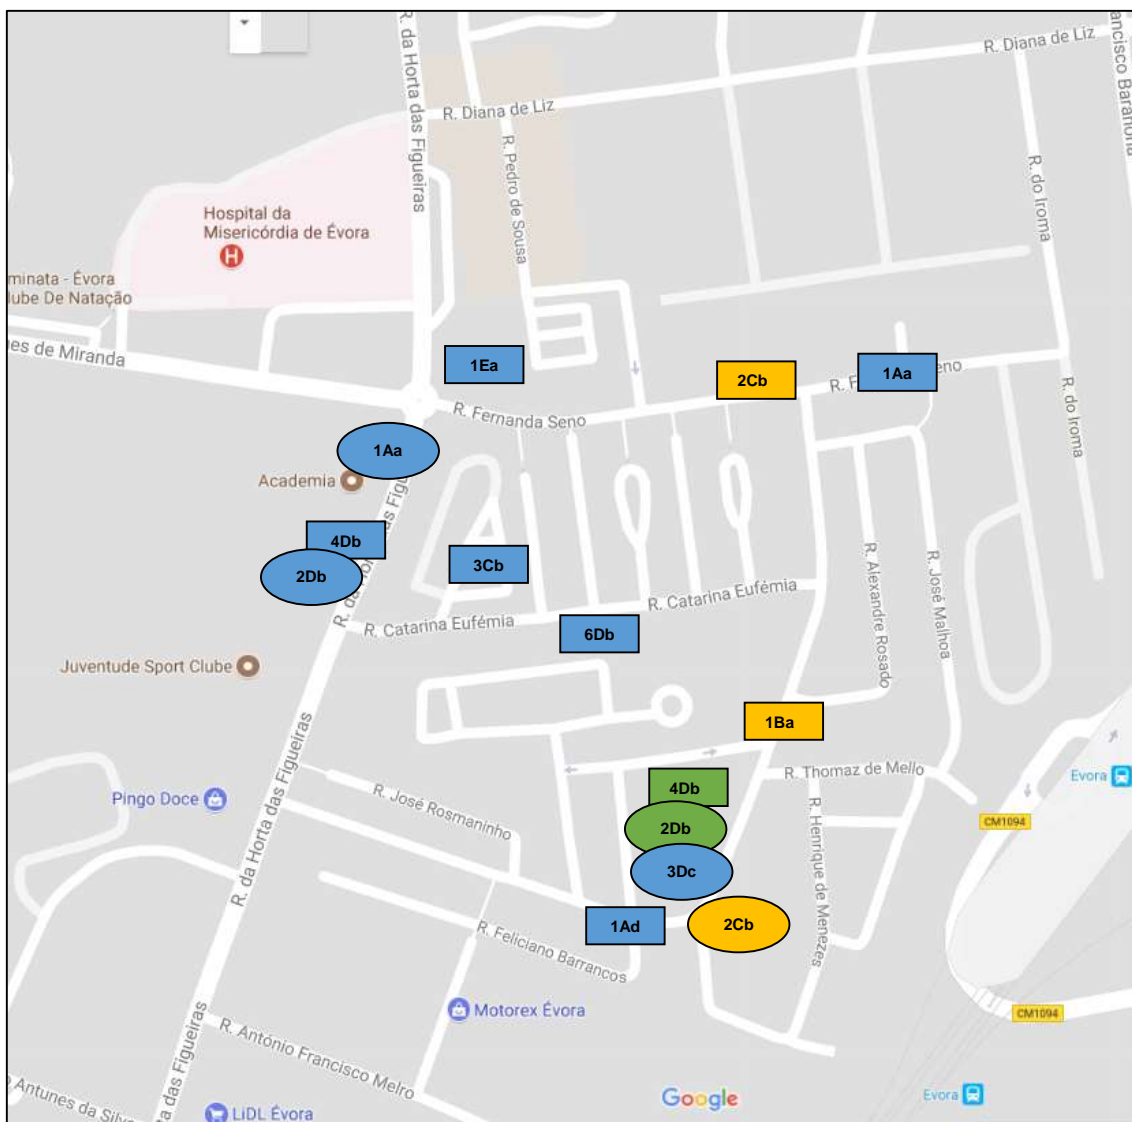 R. Diana de Liz
R. da Horta das Figueiras
R. Diana de Liz
R. Pedro de Sousa
R. do Iroma
Hospital da
Misericórdia de Évora
H
minata - Évora
lube De Natação
es de Miranda
1Ea
2Cb
1Aa
R. Fernanda Seno
eno
R. do Iroma
1Aa
Academia
4Db
2Db
3Cb
R. Catarina Eufémia
R. Catarina Eufémia
6Db
R. Alexandre Rosado
R. José Malhoa
Juventude Sport Clube
1Ba
R. da Horta das Figueiras
R. Thomaz de Mello
Evora
Pingo Doce
R. José Rosmaninho
4Db
2Db
3Dc
R. Henrique de Menezes
CM1094
1Ad
2Cb
R. Feliciano Barrancos
Motorex Évora
CM1094
R. António Francisco Melro
Antunes da Silva
a das Figueiras
Google
Evora
LiDL Évora